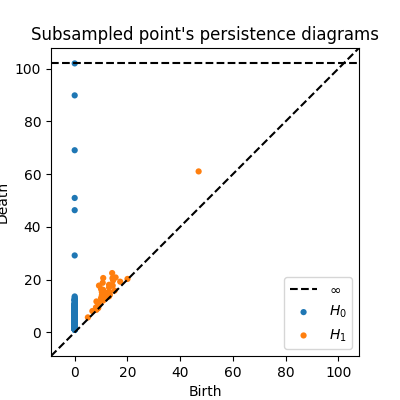 Subsampled point's persistence diagrams
100
80
60
40
20
0
Death
0 20 40 60 80 100
Birth
∞
H₀
H₁